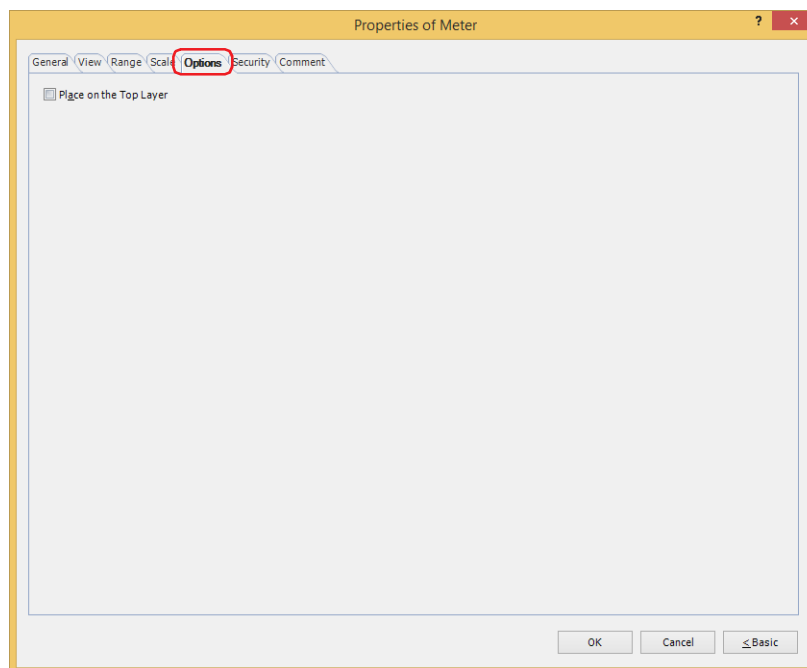 Properties of Meter
?
General View Range Scale Options Security Comment
Place on the Top Layer
OK Cancel < Basic